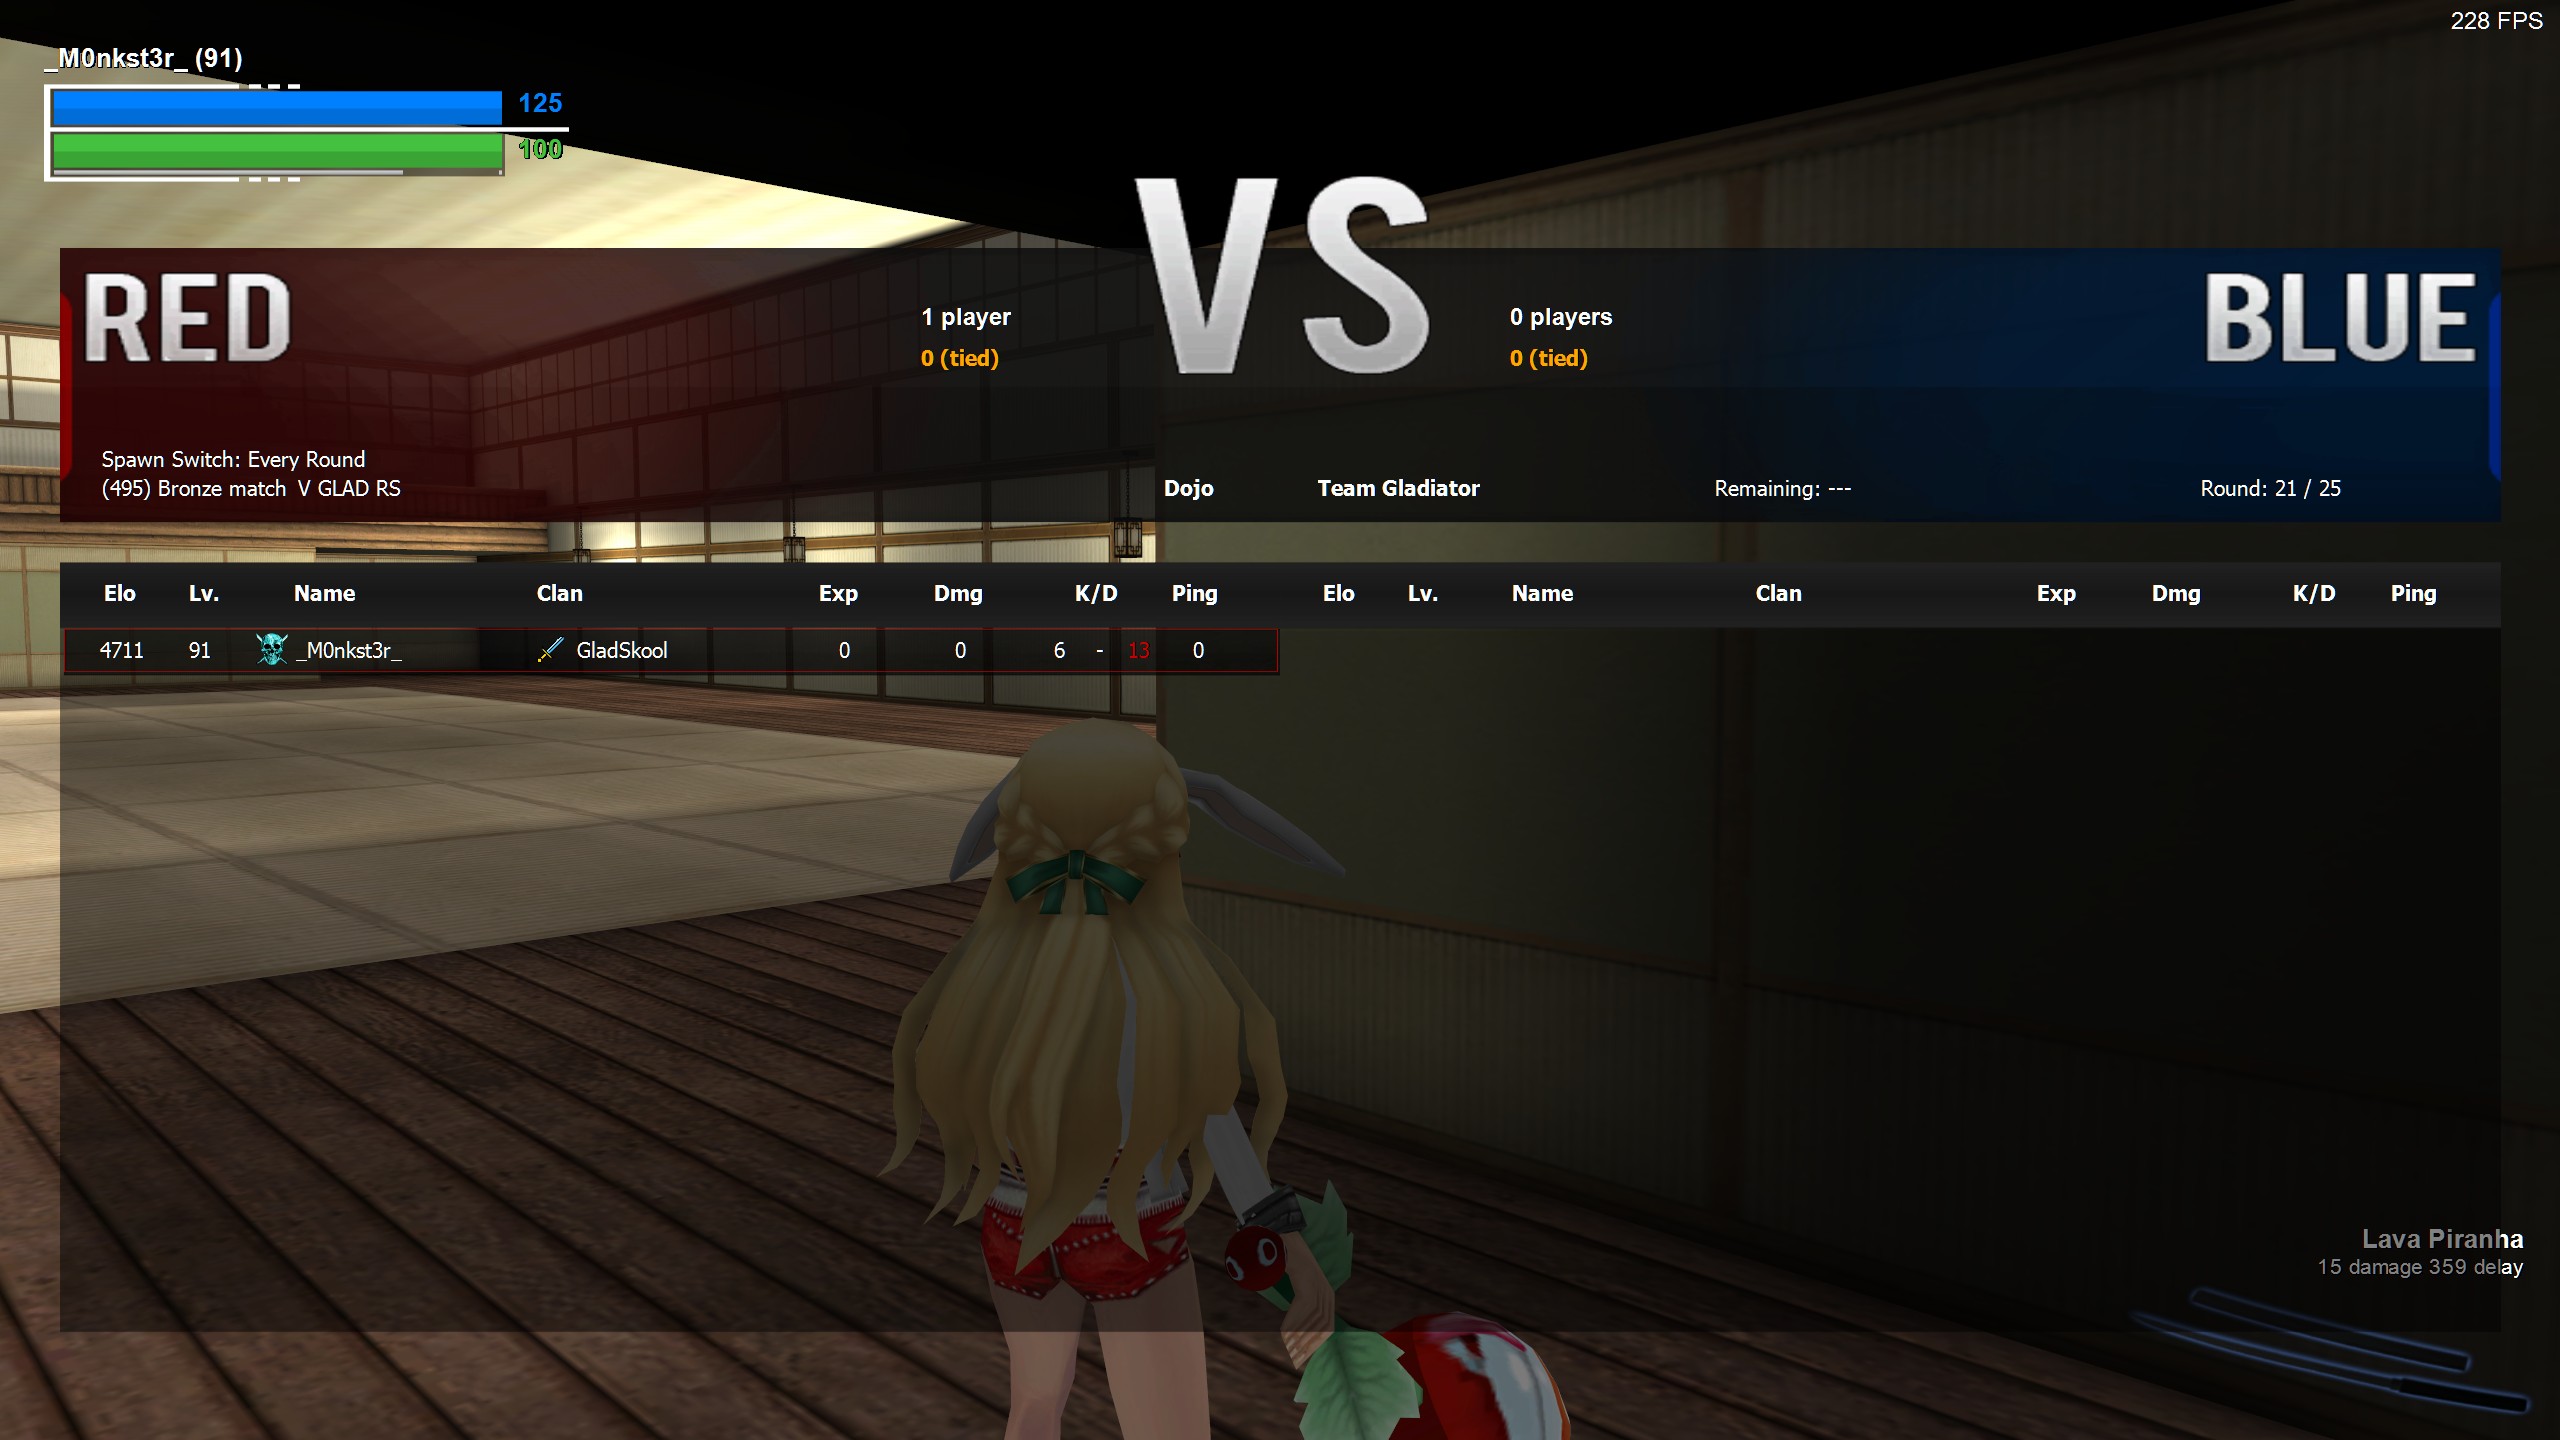 228 FPS
_M0nkst3r_ (91)
125
100
VS
RED
BLUE
1 player
0 players
0 (tied)
0 (tied)
Spawn Switch: Every Round
(495) Bronze match V GLAD RS
Dojo
Team Gladiator
Remaining: ---
Round: 21 / 25
Elo Lv. Name Clan Exp Dmg K/D Ping Elo Lv. Name Clan Exp Dmg K/D Ping
4711 91 _M0nkst3r_ GladSkool 0 0 6 - 13 0
Lava Piranha
15 damage 359 delay